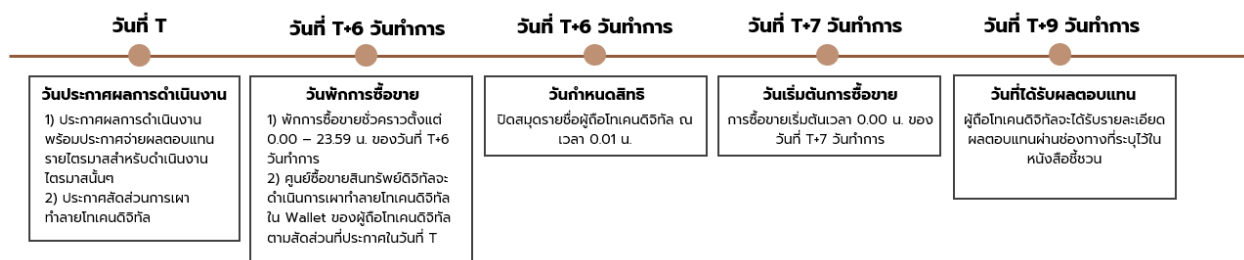 วันที่ T
วันประกาศผลการดำเนินงาน
1) ประกาศผลการดำเนินงาน
พร้อมประกาศจ่ายผลตอบแทน
รายไตรมาสสำหรับดำเนินงาน
ไตรมาสนั้นๆ
2) ประกาศสัดส่วนการเผา
ทำลายโทเคนดิจิทัล
วันที่ T+6 วันทำการ
วันพักการซื้อขาย
1) พักการซื้อขายชั่วคราวตั้งแต่
0.00 – 23.59 น. ของวันที่ T+6
วันทำการ
2) ศูนย์ซื้อขายสินทรัพย์ดิจิทัลจะ
ดำเนินการเผาทำลายโทเคนดิจิทัล
ใน Wallet ของผู้ถือโทเคนดิจิทัล
ตามสัดส่วนที่ประกาศในวันที่ T
วันที่ T+6 วันทำการ
วันกำหนดสิทธิ
ปิดสมุดรายชื่อผู้ถือโทเคนดิจิทัล ณ
เวลา 0.01 น.
วันที่ T+7 วันทำการ
วันเริ่มต้นการซื้อขาย
การซื้อขายเริ่มต้นเวลา 0.00 น. ของ
วันที่ T+7 วันทำการ
วันที่ T+9 วันทำการ
วันที่ได้รับผลตอบแทน
ผู้ถือโทเคนดิจิทัลจะได้รับรายละเอียด
ผลตอบแทนผ่านช่องทางที่ระบุไว้ใน
หนังสือชี้ชวน